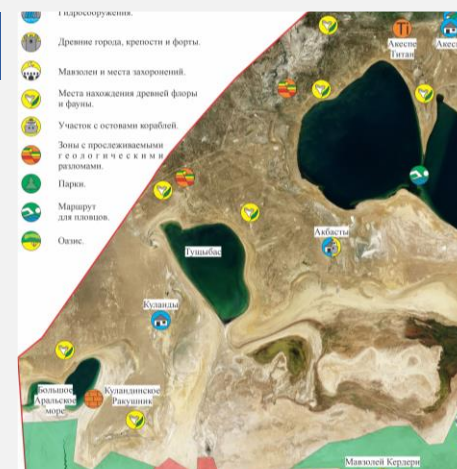 Гидросооружения.
Древние города, крепости и форты.
Мавзолеи и места захоронений.
Места нахождения древней флоры
и фауны.
Участок с остовами кораблей.
Зоны с прослеживаемыми
геологическими
разломами.
Парки.
Маршрут
для пловцов.
Оазис.
Акеспе
Титан
Акесп
Акбасты
Тущыбас
Куланды
Большое
Аральское
море
Куландинское
Ракушник
Мавзолей Кердери